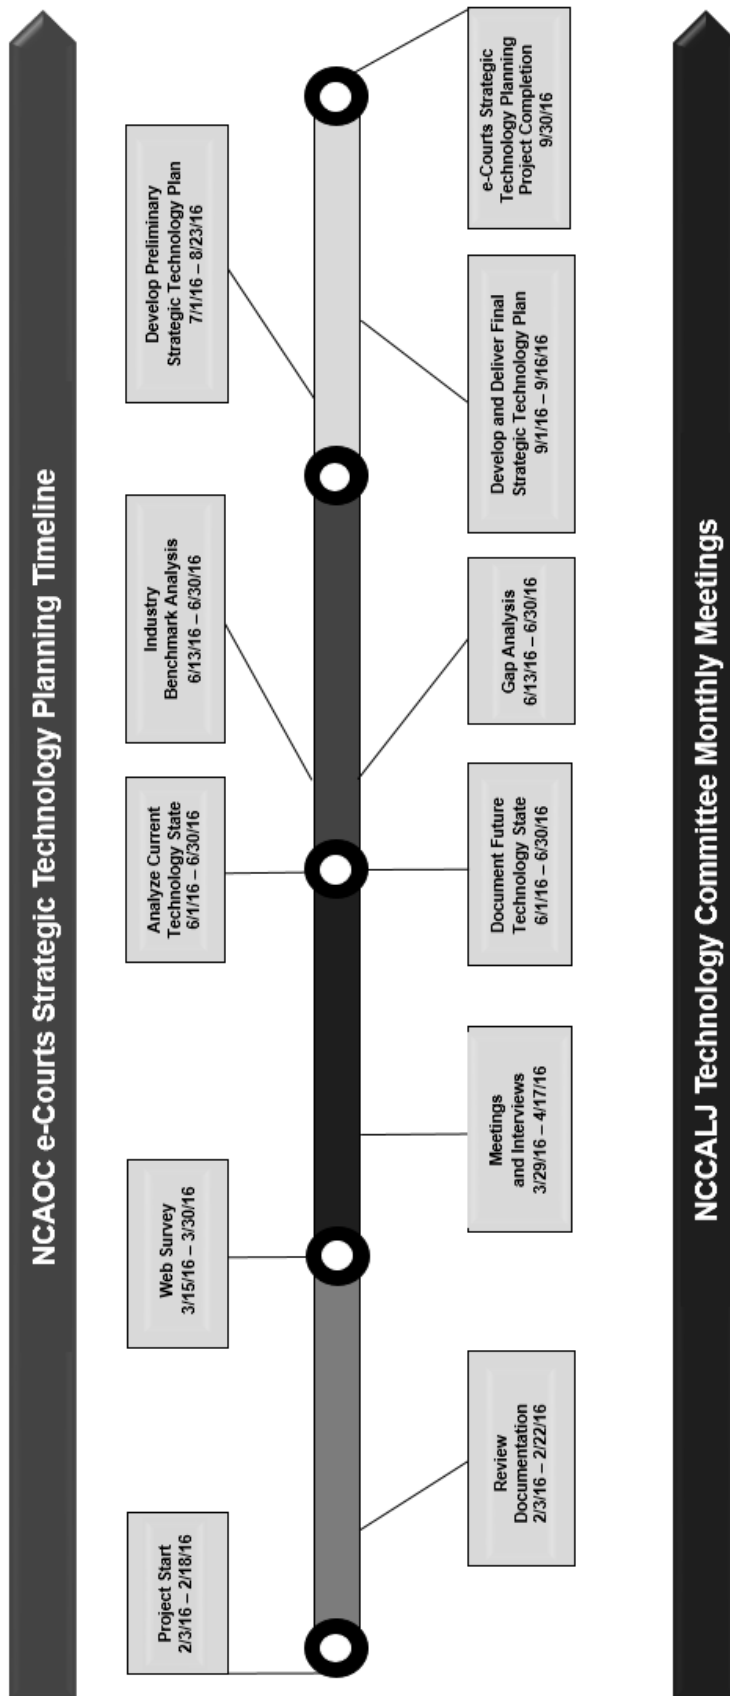 NCAOC e-Courts Strategic Technology Planning Timeline
Project Start
2/3/16 – 2/18/16
Web Survey
3/15/16 – 3/30/16
Analyze Current
Technology State
6/1/16 – 6/30/16
Industry
Benchmark Analysis
6/13/16 – 6/30/16
Develop Preliminary
Strategic Technology Plan
7/1/16 – 8/23/16
Review
Documentation
2/3/16 – 2/22/16
Meetings
and Interviews
3/29/16 – 4/17/16
Document Future
Technology State
6/1/16 – 6/30/16
Gap Analysis
6/13/16 – 6/30/16
Develop and Deliver Final
Strategic Technology Plan
9/1/16 – 9/16/16
e-Courts Strategic
Technology Planning
Project Completion
9/30/16
NCCALJ Technology Committee Monthly Meetings